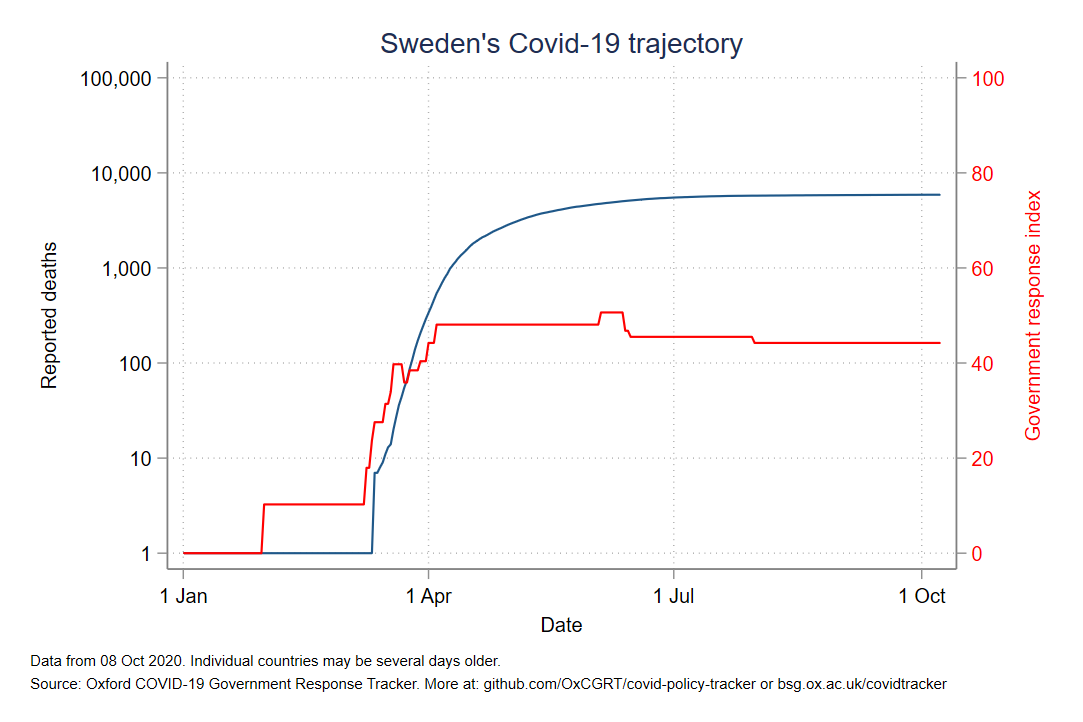 Sweden's Covid-19 trajectory
100,000
10,000
1,000
100
10
1
Reported deaths
100
80
60
40
20
0
Government response index
1 Jan
1 Apr
1 Jul
1 Oct
Date
Data from 08 Oct 2020. Individual countries may be several days older.
Source: Oxford COVID-19 Government Response Tracker. More at: github.com/OxCGRT/covid-policy-tracker or bsg.ox.ac.uk/covidtracker